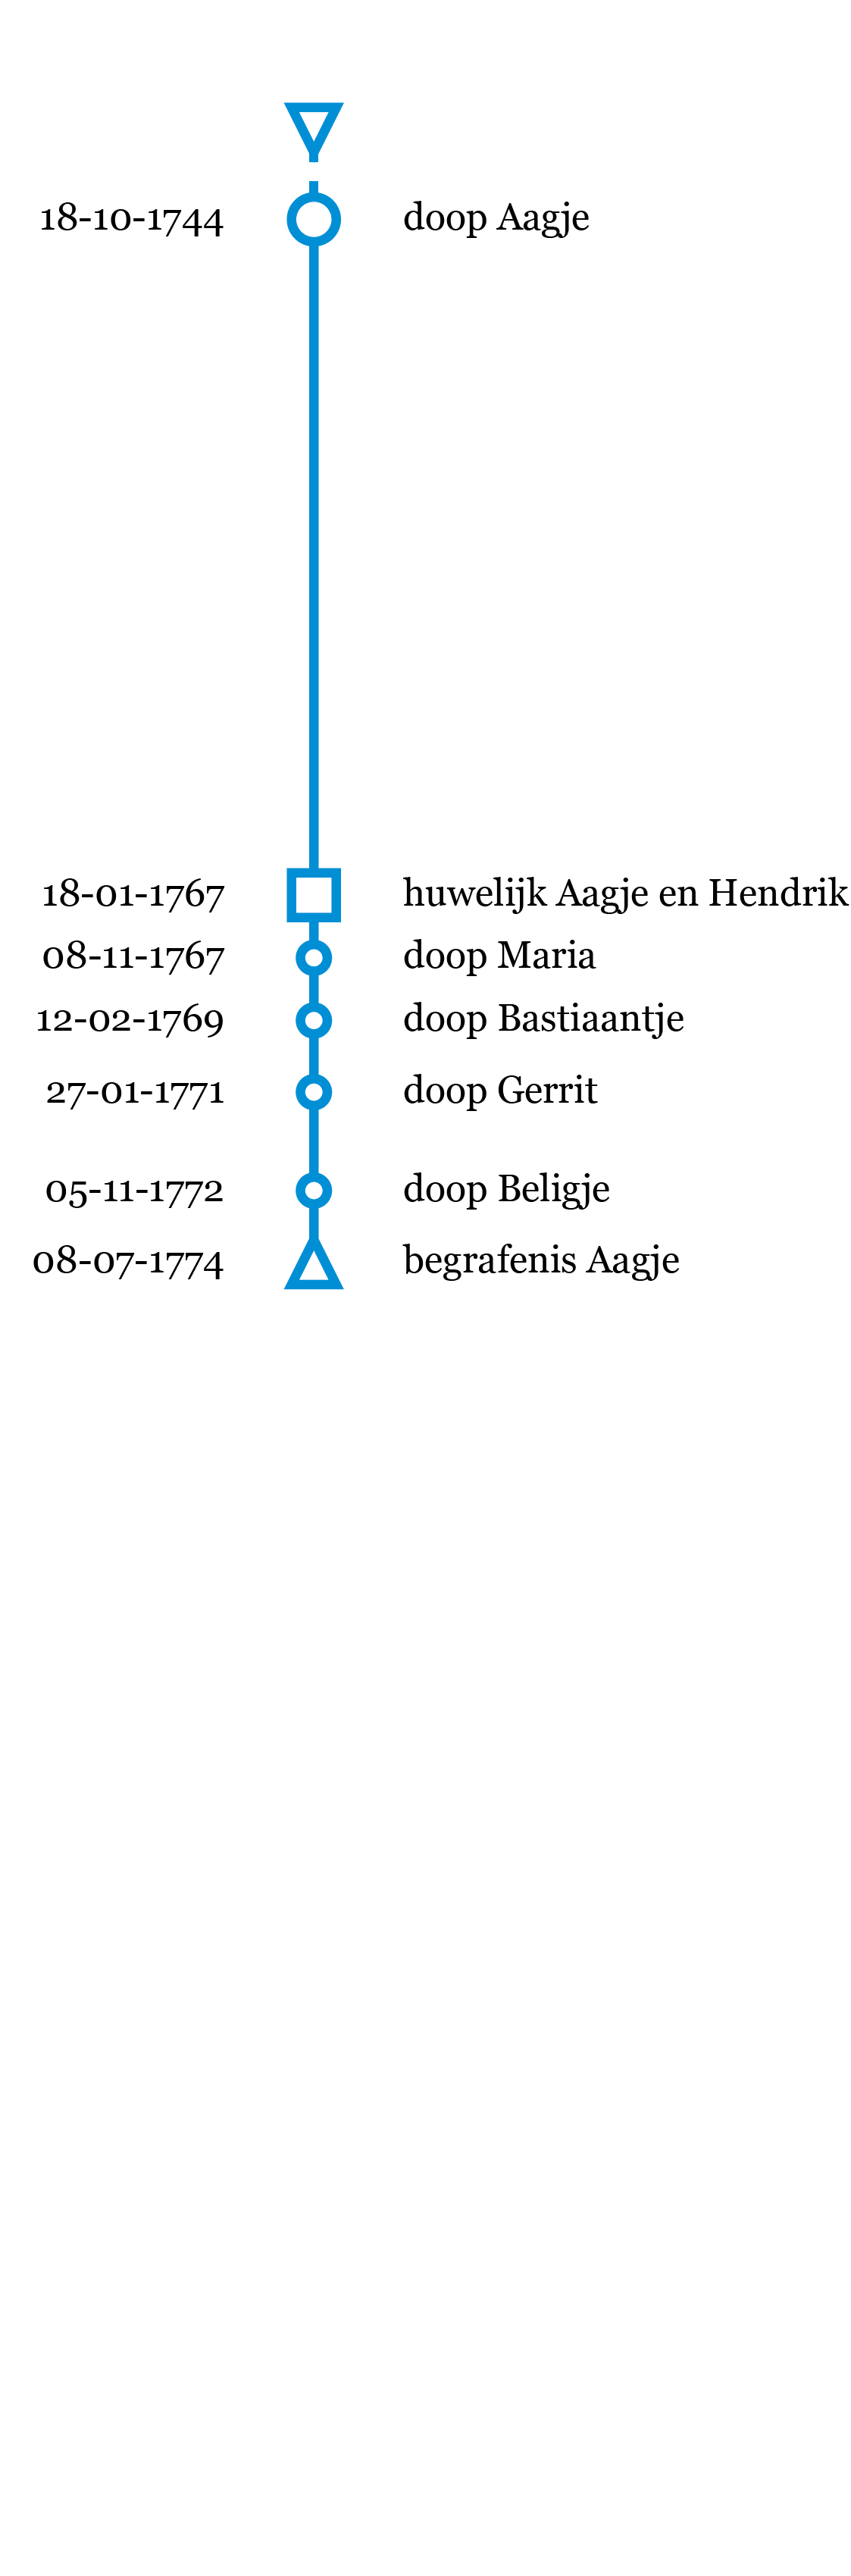 18-10-1744 doop Aagje
18-01-1767 huwelijk Aagje en Hendrik
08-11-1767 doop Maria
12-02-1769 doop Bastiaantje
27-01-1771 doop Gerrit
05-11-1772 doop Beligje
08-07-1774 begrafenis Aagje